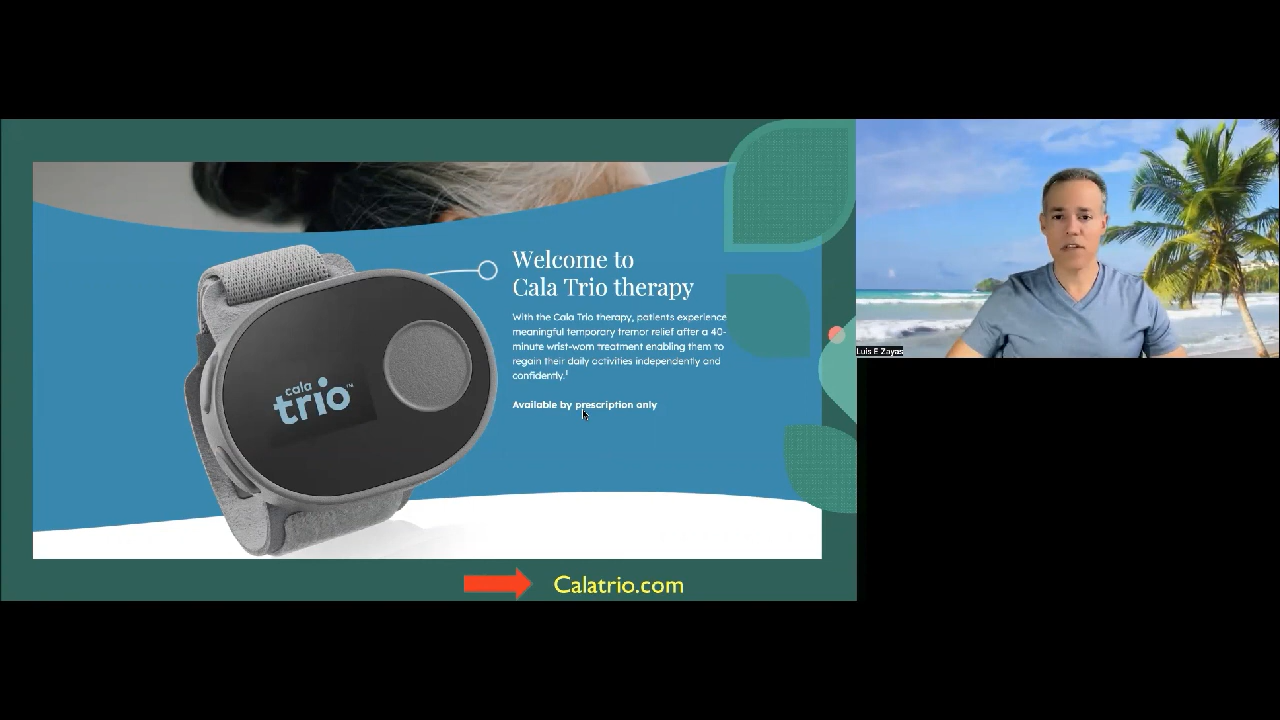 Welcome to
Cala Trio therapy
With the Cala Trio therapy, patients experience
meaningful temporary tremor relief after a 40-
minute wrist-worn treatment enabling them to
regain their daily activities independently and
confidently.¹
Available by prescription only
cala
trio™
Calatrio.com
Luis E Zayas